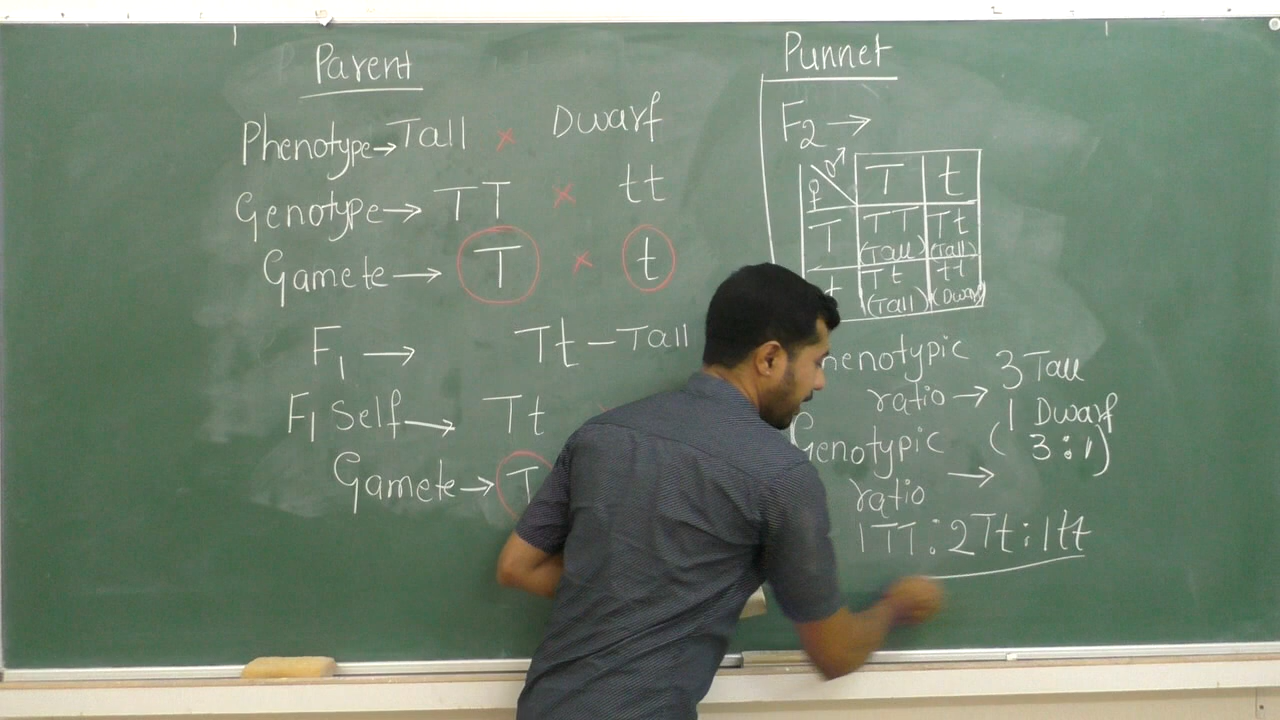 Parent
Phenotype→ Tall × Dwarf
Genotype→ TT × tt
Gamete→ T × t
F1 → Tt – Tall
F1 Self→ Tt
Gamete→ T
Punnet
F2 →
♀ ♂ T t
T TT Tt
(Tall) (Tall)
t Tt tt
(Tall) (Dwarf
henotypic
ratio → 3 Tall
1 Dwarf
Genotypic (3:1)
ratio →
1TT : 2Tt : 1tt